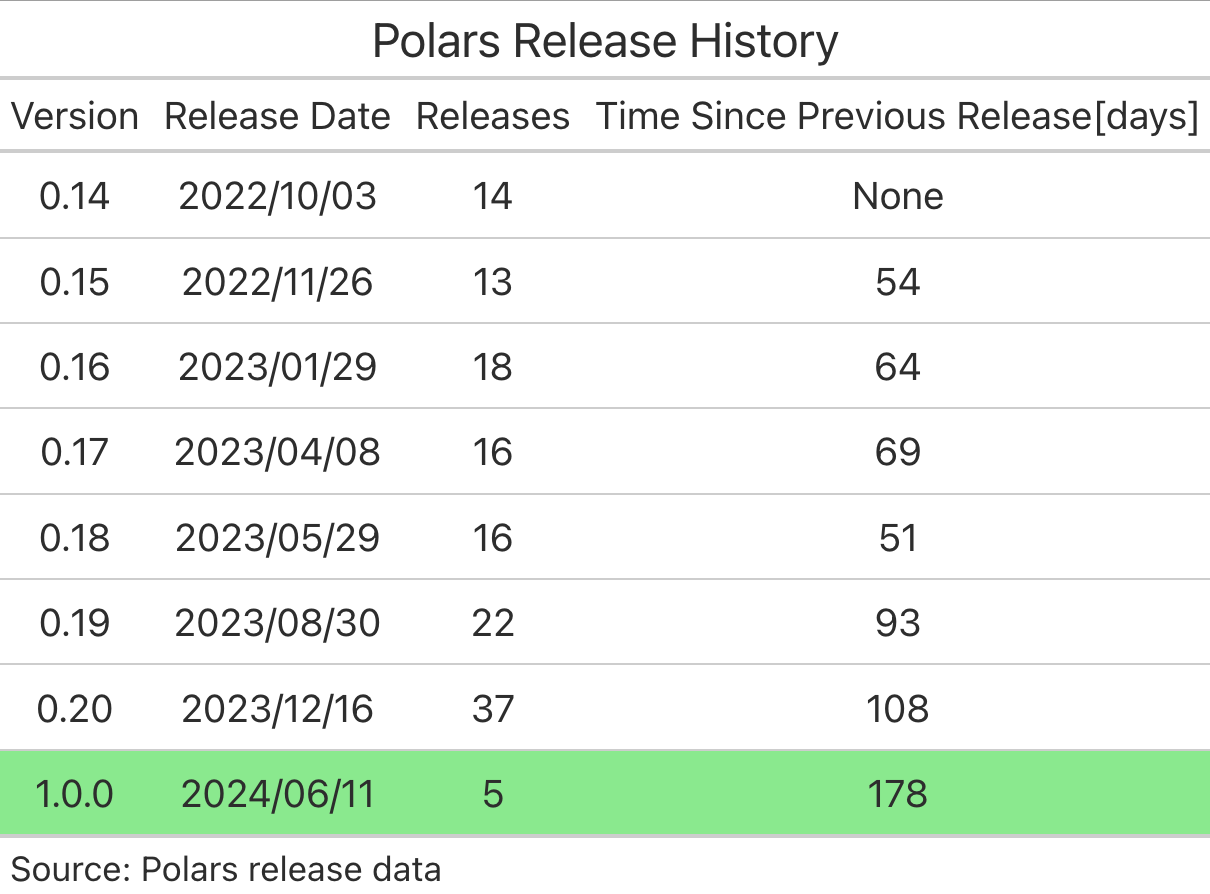 Polars Release History
Version Release Date Releases Time Since Previous Release[days]
0.14 2022/10/03 14 None
0.15 2022/11/26 13 54
0.16 2023/01/29 18 64
0.17 2023/04/08 16 69
0.18 2023/05/29 16 51
0.19 2023/08/30 22 93
0.20 2023/12/16 37 108
1.0.0 2024/06/11 5 178
Source: Polars release data